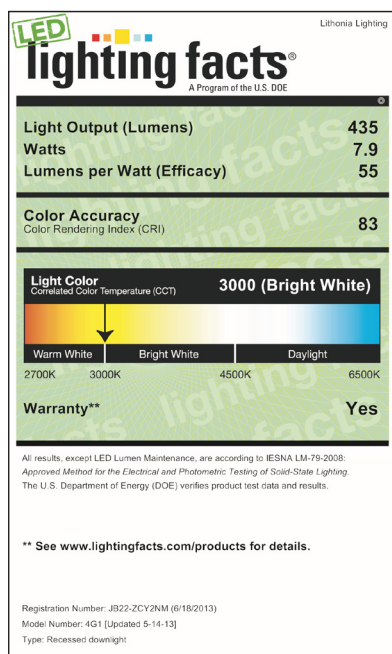 Lithonia Lighting
LED
lighting facts®
A Program of the U.S. DOE
Light Output (Lumens) 435
Watts 7.9
Lumens per Watt (Efficacy) 55
Color Accuracy
Color Rendering Index (CRI) 83
Light Color
Correlated Color Temperature (CCT) 3000 (Bright White)
Warm White Bright White Daylight
2700K 3000K 4500K 6500K
Warranty** Yes
All results, except LED Lumen Maintenance, are according to IESNA LM-79-2008:
Approved Method for the Electrical and Photometric Testing of Solid-State Lighting.
The U.S. Department of Energy (DOE) verifies product test data and results.
** See www.lightingfacts.com/products for details.
Registration Number: JB22-ZCY2NM (6/18/2013)
Model Number: 4G1 [Updated 5-14-13]
Type: Recessed downlight